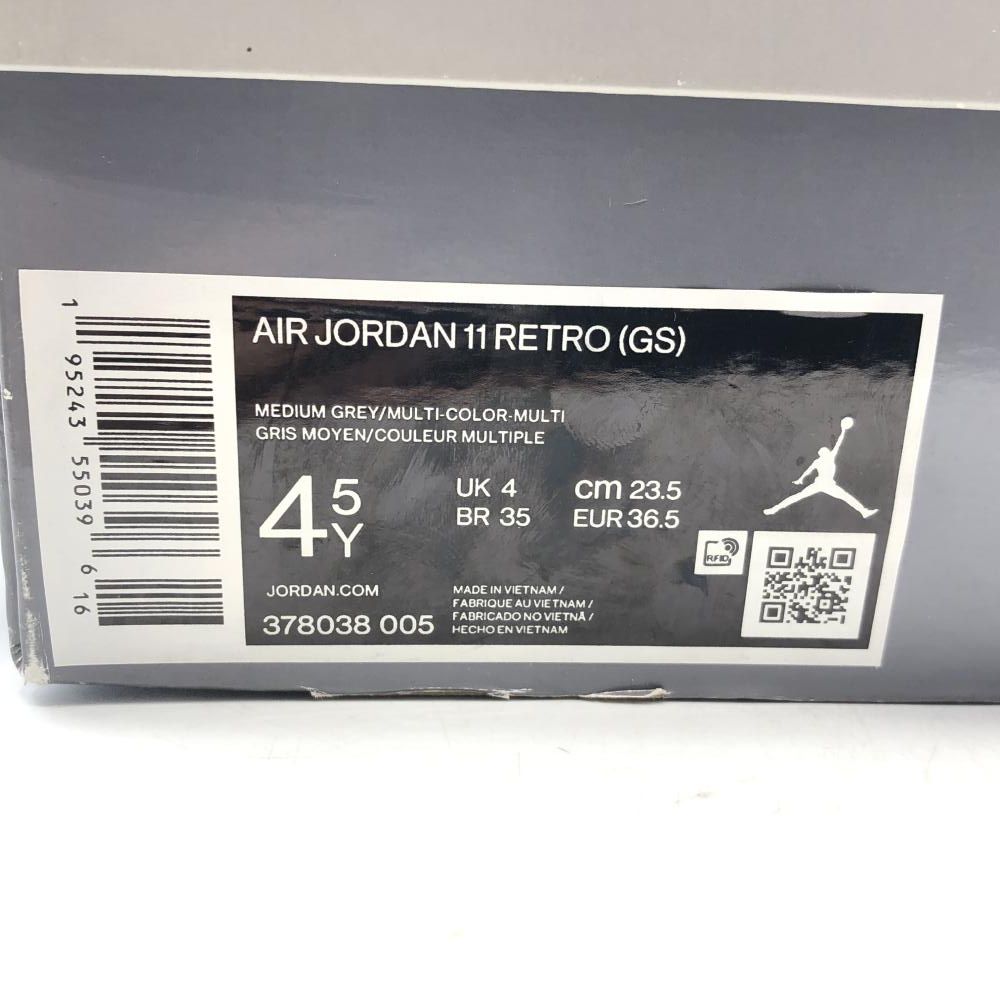 AIR JORDAN 11 RETRO (GS)
MEDIUM GREY/MULTI-COLOR-MULTI
GRIS MOYEN/COULEUR MULTIPLE
4 5 Y
UK 4
BR 35
cm 23.5
EUR 36.5
RFID
JORDAN.COM
378038 005
MADE IN VIETNAM /
FABRIQUE AU VIETNAM /
FABRICADO NO VIETNÃ /
HECHO EN VIETNAM
1 95243 55039 6 16